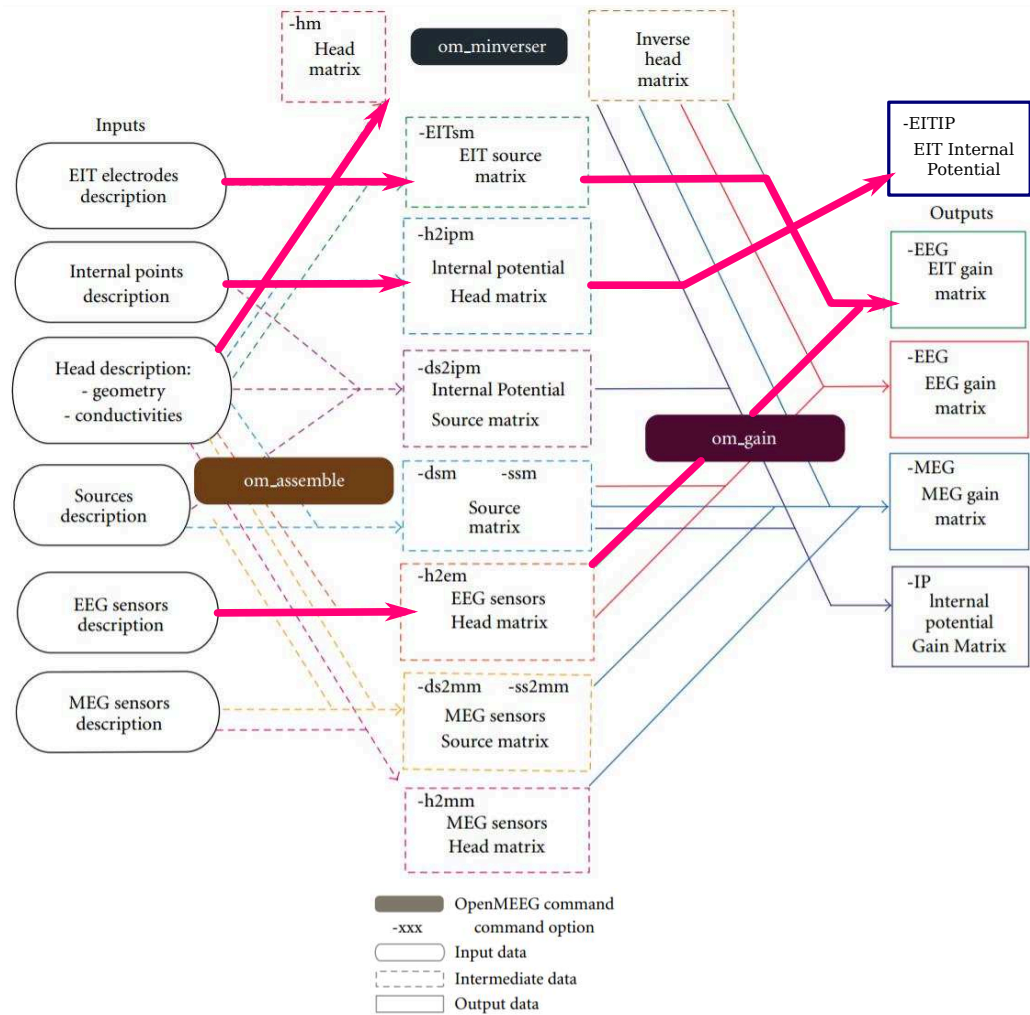 -hm
Head
matrix
om_minverser
Inverse
head
matrix
Inputs
EIT electrodes
description
Internal points
description
Head description:
- geometry
- conductivities
om_assemble
Sources
description
EEG sensors
description
MEG sensors
description
-EITsm
EIT source
matrix
-h2ipm
lnternal potential
Head matrix
-ds2ipm
Internal Potential
Source matrix
-dsm -ssm
Source
matrix
-h2em
EEG sensors
Head matrix
-ds2mm -ss2mm
MEG sensors
Source matrix
-h2mm
MEG sensors
Head matrix
om_gain
-EITIP
EIT Internal
Potential
Outputs
-EEG
EIT gain
matrix
-EEG
EEG gain
matrix
-MEG
MEG gain
matrix
-IP
lnternal
potential
Gain Matrix
OpenMEEG command
-xxx command option
Input data
Intermediate data
Output data